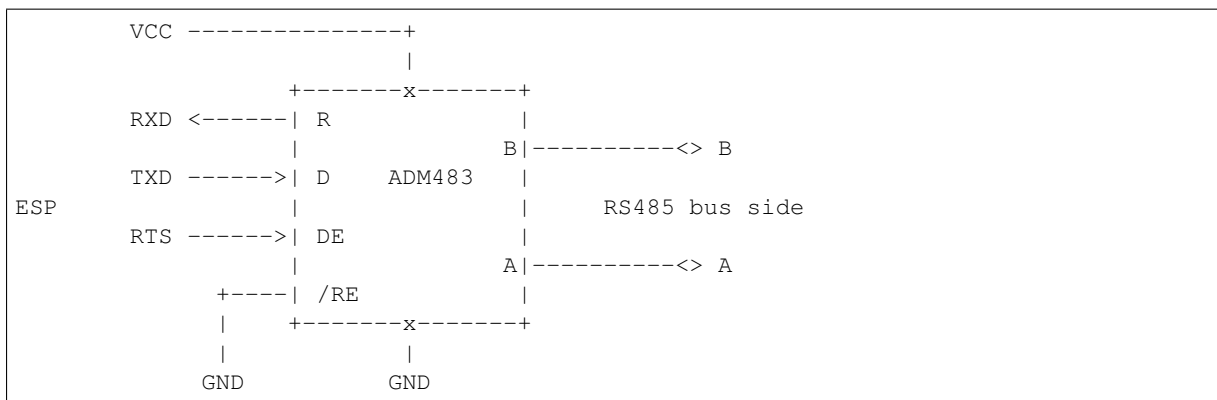 VCC ---------------+
|
+-------x-------+
RXD <------| R |
| B|----------<> B
TXD ------>| D ADM483 |
ESP | | RS485 bus side
RTS ------>| DE |
| A|----------<> A
+----| /RE |
| +-------x-------+
| |
GND GND